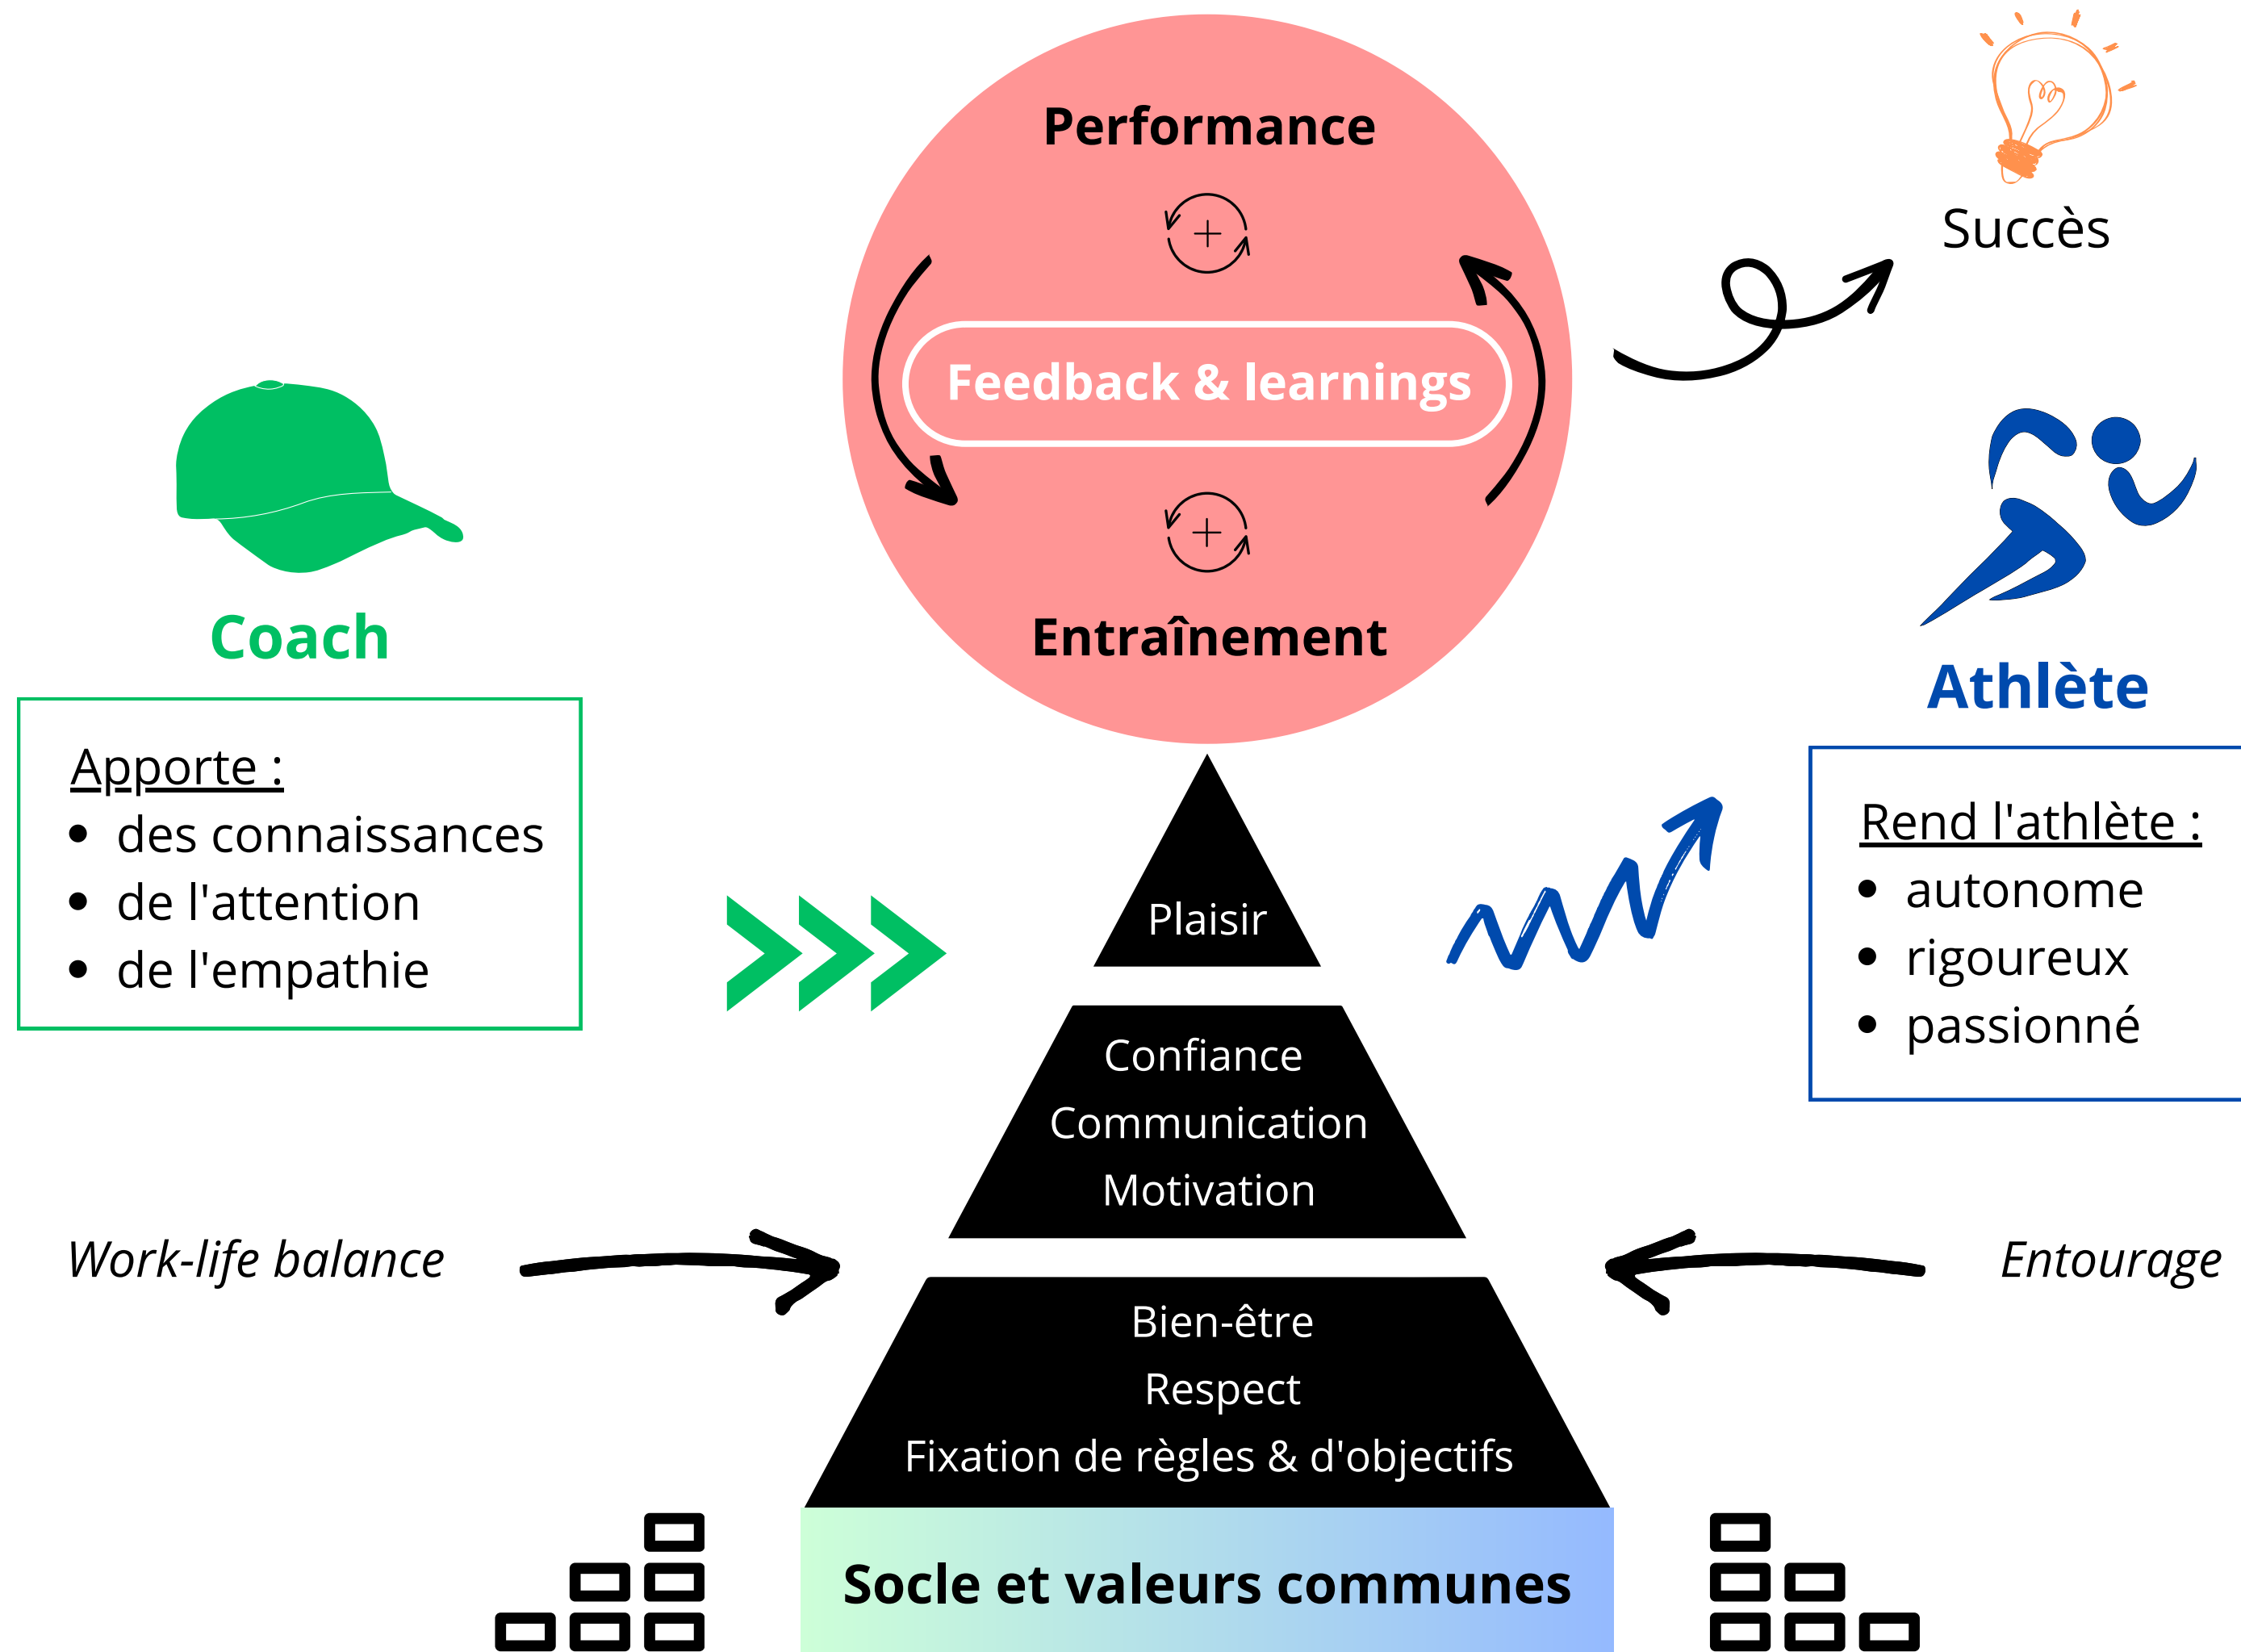 Performance
Succès
Feedback & learnings
Entraînement
Coach
Apporte :
des connaissances
de l'attention
de l'empathie
Athlète
Rend l'athlète :
autonome
rigoureux
passionné
Plaisir
Confiance
Communication
Motivation
Work-life balance
Entourage
Bien-être
Respect
Fixation de règles & d'objectifs
Socle et valeurs communes